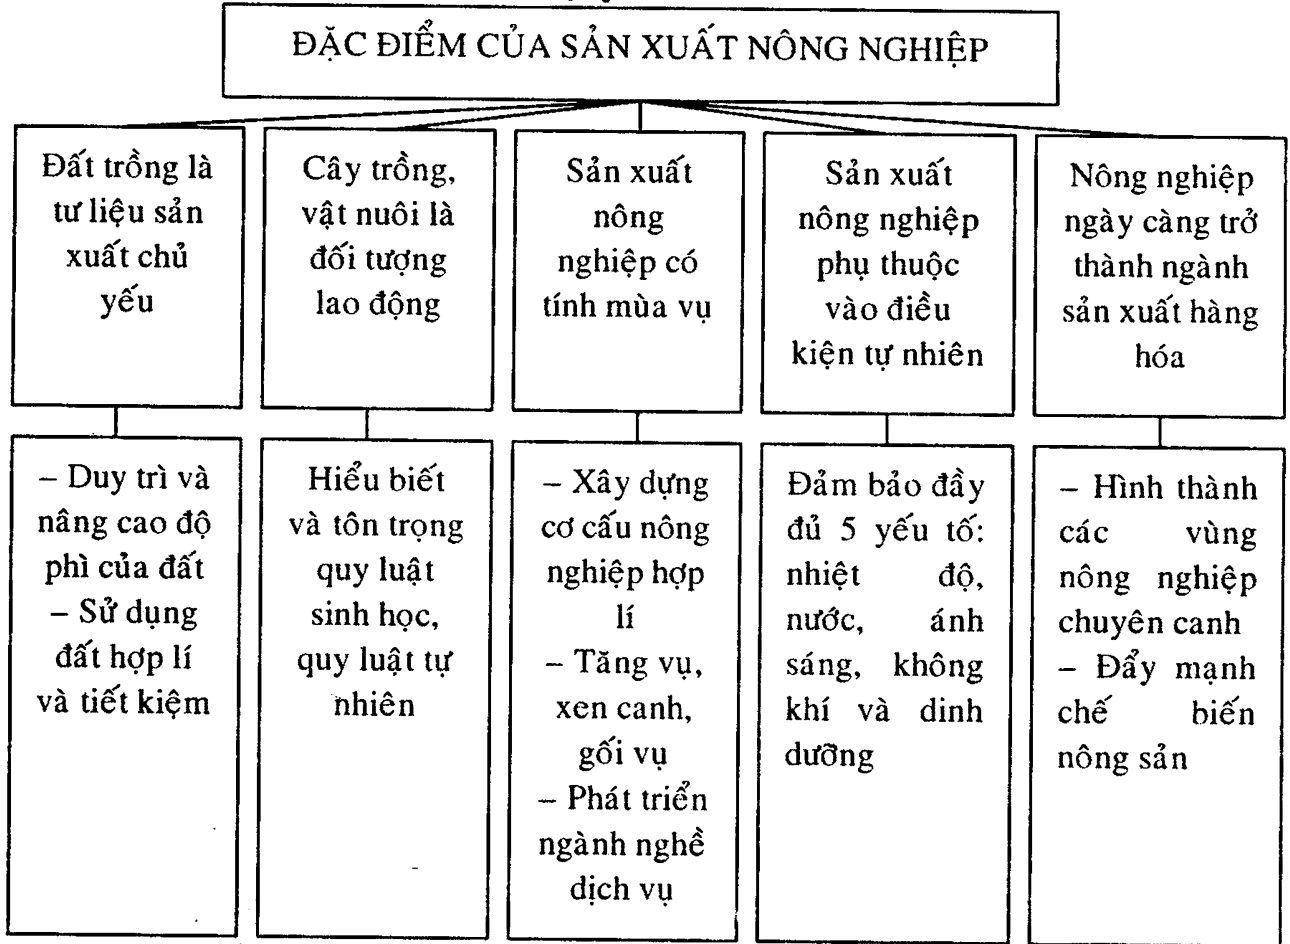 ĐẶC ĐIỂM CỦA SẢN XUẤT NÔNG NGHIỆP
Đất trồng là
tư liệu sản
xuất chủ
yếu
Cây trồng,
vật nuôi là
đối tượng
lao động
Sản xuất
nông
nghiệp có
tính mùa vụ
Sản xuất
nông nghiệp
phụ thuộc
vào điều
kiện tự nhiên
Nông nghiệp
ngày càng trở
thành ngành
sản xuất hàng
hóa
– Duy trì và
nâng cao độ
phì của đất
– Sử dụng
đất hợp lí
và tiết kiệm
Hiểu biết
và tôn trọng
quy luật
sinh học,
quy luật tự
nhiên
– Xây dựng
cơ cấu nông
nghiệp hợp
lí
– Tăng vụ,
xen canh,
gối vụ
– Phát triển
ngành nghề
dịch vụ
Đảm bảo đầy
đủ 5 yếu tố:
nhiệt độ,
nước, ánh
sáng, không
khí và dinh
dưỡng
– Hình thành
các vùng
nông nghiệp
chuyên canh
– Đẩy mạnh
chế biến
nông sản